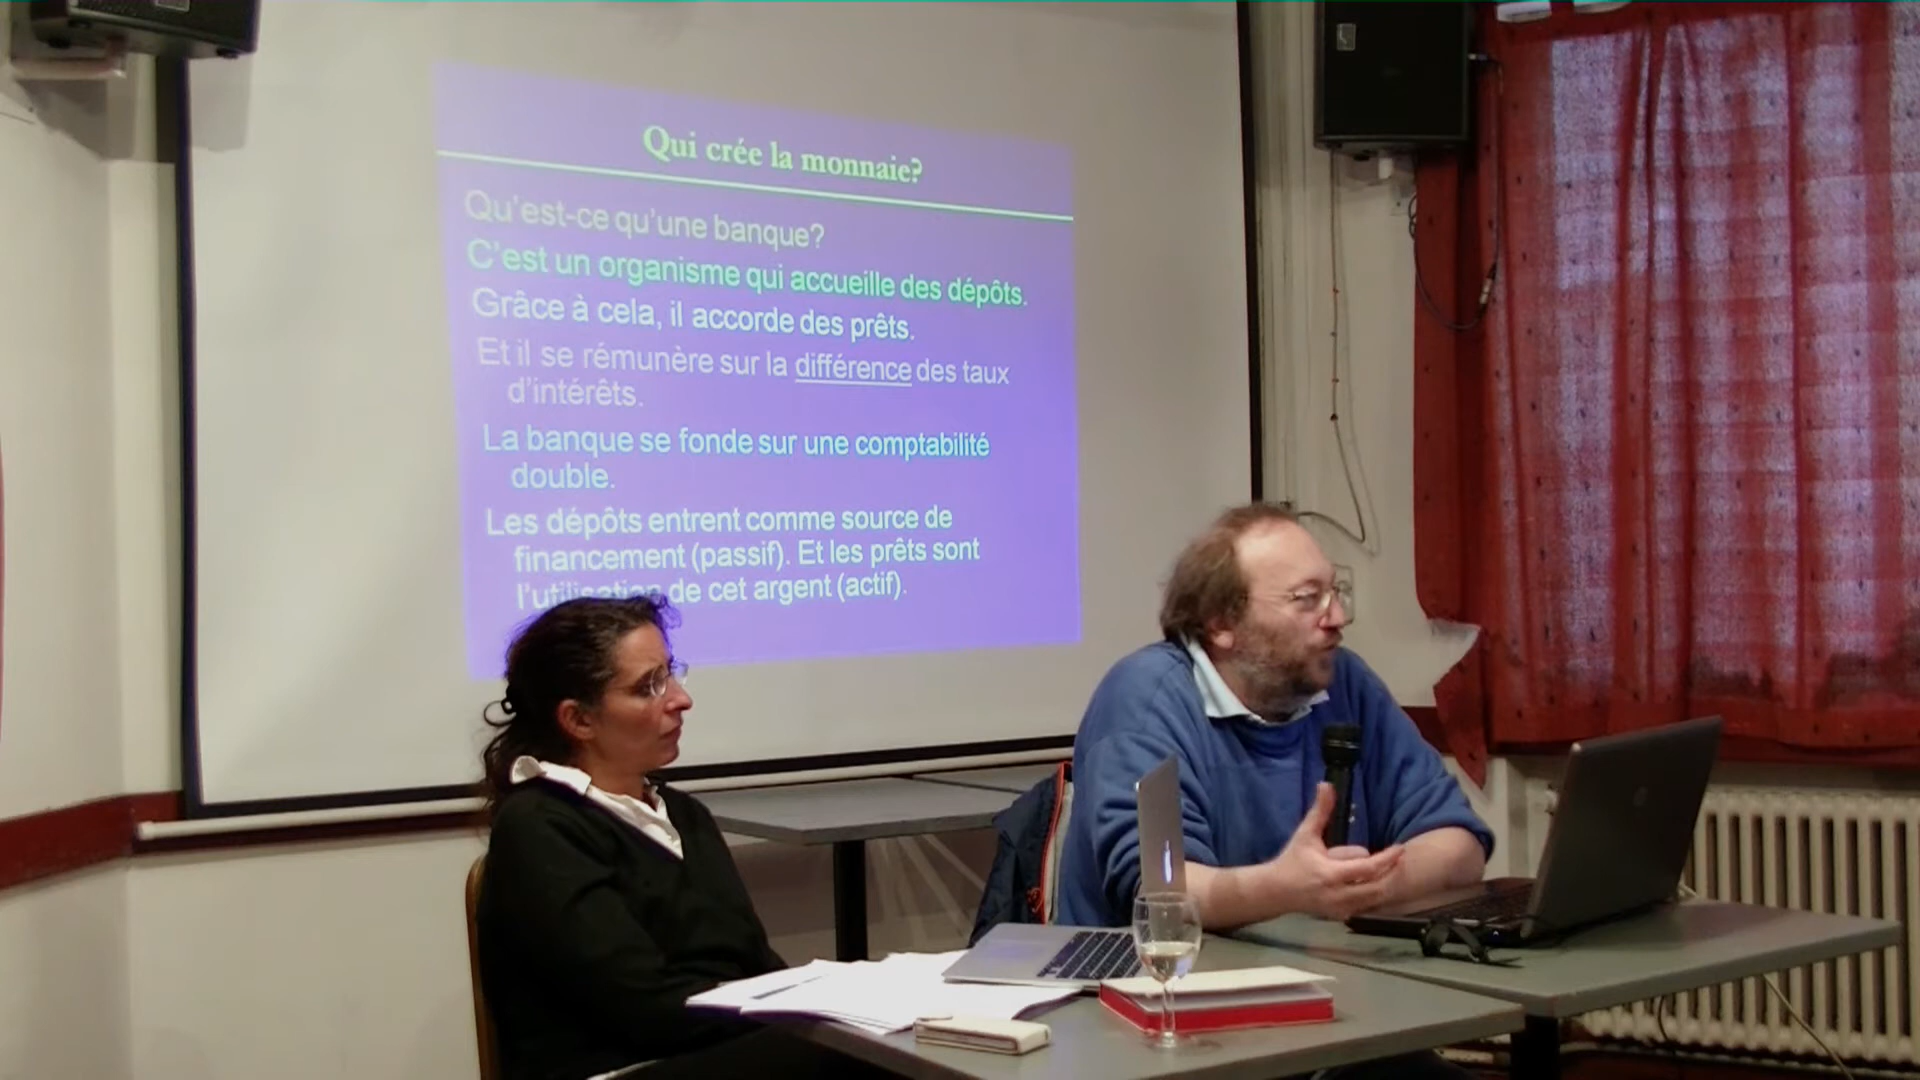 Qui crée la monnaie?
Qu'est-ce qu'une banque?
C'est un organisme qui accueille des dépôts.
Grâce à cela, il accorde des prêts.
Et il se rémunère sur la différence des taux
d'intérêts.
La banque se fonde sur une comptabilité
double.
Les dépôts entrent comme source de
financement (passif). Et les prêts sont
l'utilisation de cet argent (actif).